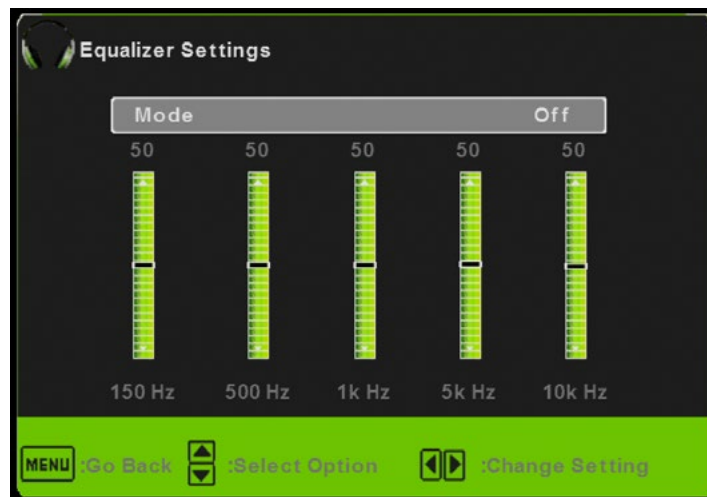 Equalizer Settings
Mode Off
50 50 50 50 50
150 Hz 500 Hz 1k Hz 5k Hz 10k Hz
MENU :Go Back :Select Option :Change Setting